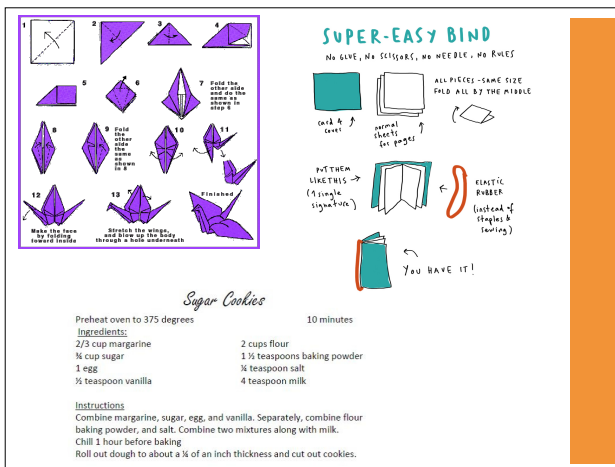 1
2
3
4
5
6
7
Fold the
other side
and do the
same as
shown in
step 6
8
9
Fold
the
other
side
the
same
as
shown
in 8
10
11
12
13
Finished
Make the face
by folding
foward inside
Stretch the wings,
and blow up the body
through a hole underneath
SUPER-EASY BIND
NO GLUE, NO SCISSORS, NO NEEDLE, NO RULES
ALL PIECES-SAME SIZE
FOLD ALL BY THE MIDDLE
card 4
cover
normal
sheets
for pages
PUT THEM
LIKE THIS
(1 single
signature)
ELASTIC
RUBBER
(instead of
staples &
sewing)
YOU HAVE IT!
Sugar Cookies
Preheat oven to 375 degrees 10 minutes
Ingredients:
2/3 cup margarine 2 cups flour
¾ cup sugar 1 ½ teaspoons baking powder
1 egg ¼ teaspoon salt
½ teaspoon vanilla 4 teaspoon milk
Instructions
Combine margarine, sugar, egg, and vanilla. Separately, combine flour
baking powder, and salt. Combine two mixtures along with milk.
Chill 1 hour before baking
Roll out dough to about a ¼ of an inch thickness and cut out cookies.